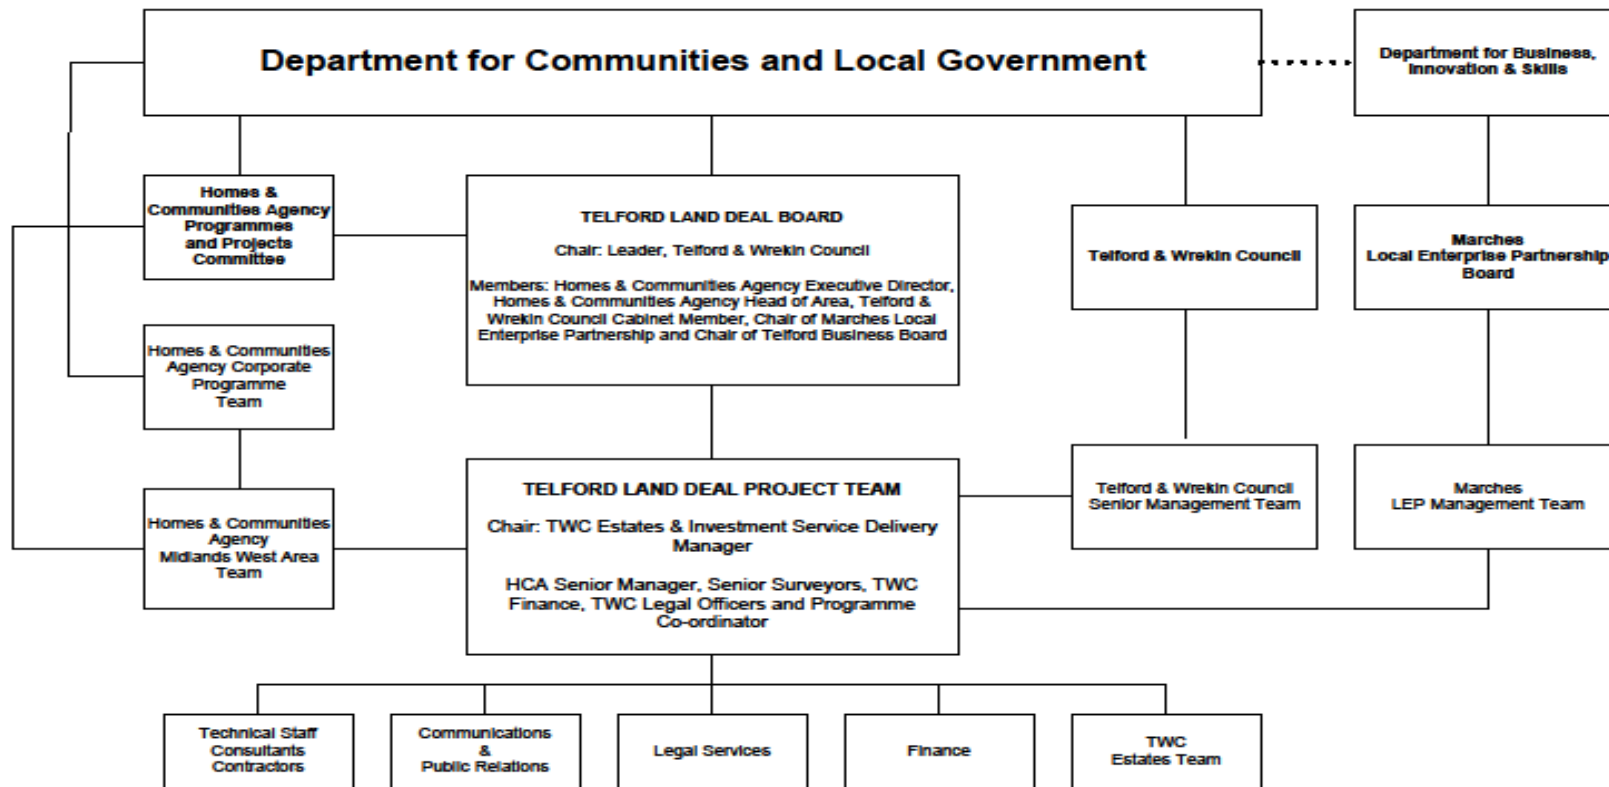 Department for Communities and Local Government
Department for Business,
Innovation & Skills
Homes &
Communities Agency
Programmes
and Projects
Committee
TELFORD LAND DEAL BOARD
Chair: Leader, Telford & Wrekin Council
Members: Homes & Communities Agency Executive Director,
Homes & Communities Agency Head of Area, Telford &
Wrekin Council Cabinet Member, Chair of Marches Local
Enterprise Partnership and Chair of Telford Business Board
Telford & Wrekin Council
Marches
Local Enterprise Partnership
Board
Homes & Communities
Agency Corporate
Programme
Team
Homes & Communities
Agency
Midlands West Area
Team
TELFORD LAND DEAL PROJECT TEAM
Chair: TWC Estates & Investment Service Delivery
Manager
HCA Senior Manager, Senior Surveyors, TWC
Finance, TWC Legal Officers and Programme
Co-ordinator
Telford & Wrekin Council
Senior Management Team
Marches
LEP Management Team
Technical Staff
Consultants
Contractors
Communications
&
Public Relations
Legal Services
Finance
TWC
Estates Team